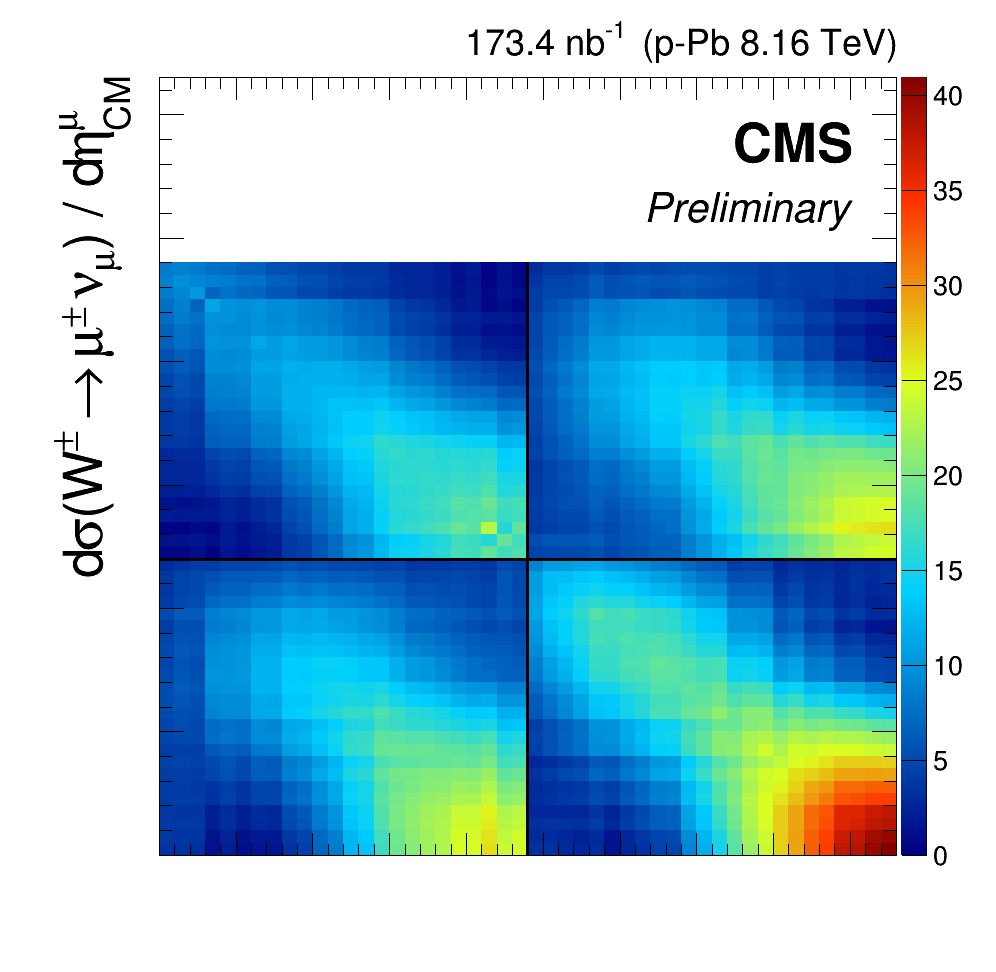 173.4 nb⁻¹ (p-Pb 8.16 TeV)
CMS
Preliminary
dσ(W± → μ± νμ) / dημCM
40
35
30
25
20
15
10
5
0